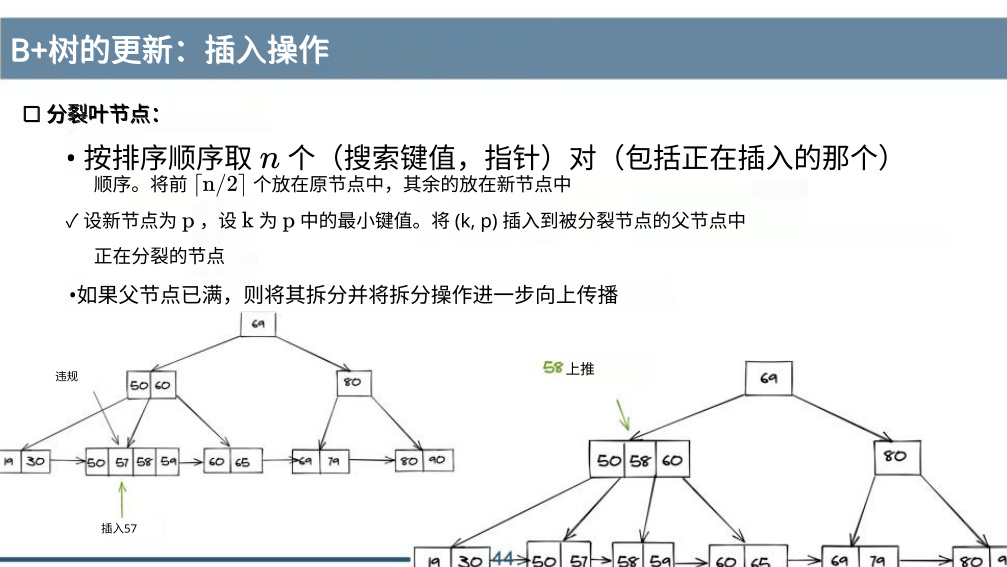 B+树的更新：插入操作
☐ 分裂叶节点：
• 按排序顺序取 n 个（搜索键值，指针）对（包括正在插入的那个）
顺序。将前 ⌈n/2⌉ 个放在原节点中，其余的放在新节点中
✓ 设新节点为 p ，设 k 为 p 中的最小键值。将 (k, p) 插入到被分裂节点的父节点中
正在分裂的节点
•如果父节点已满，则将其拆分并将拆分操作进一步向上传播
69
违规
50 60
80
19 30
50 57 58 59
60 65
69 79
80 90
插入57
58 上推
69
50 58 60
80
19 30
44
50 57
58 59
60 65
69 79
80